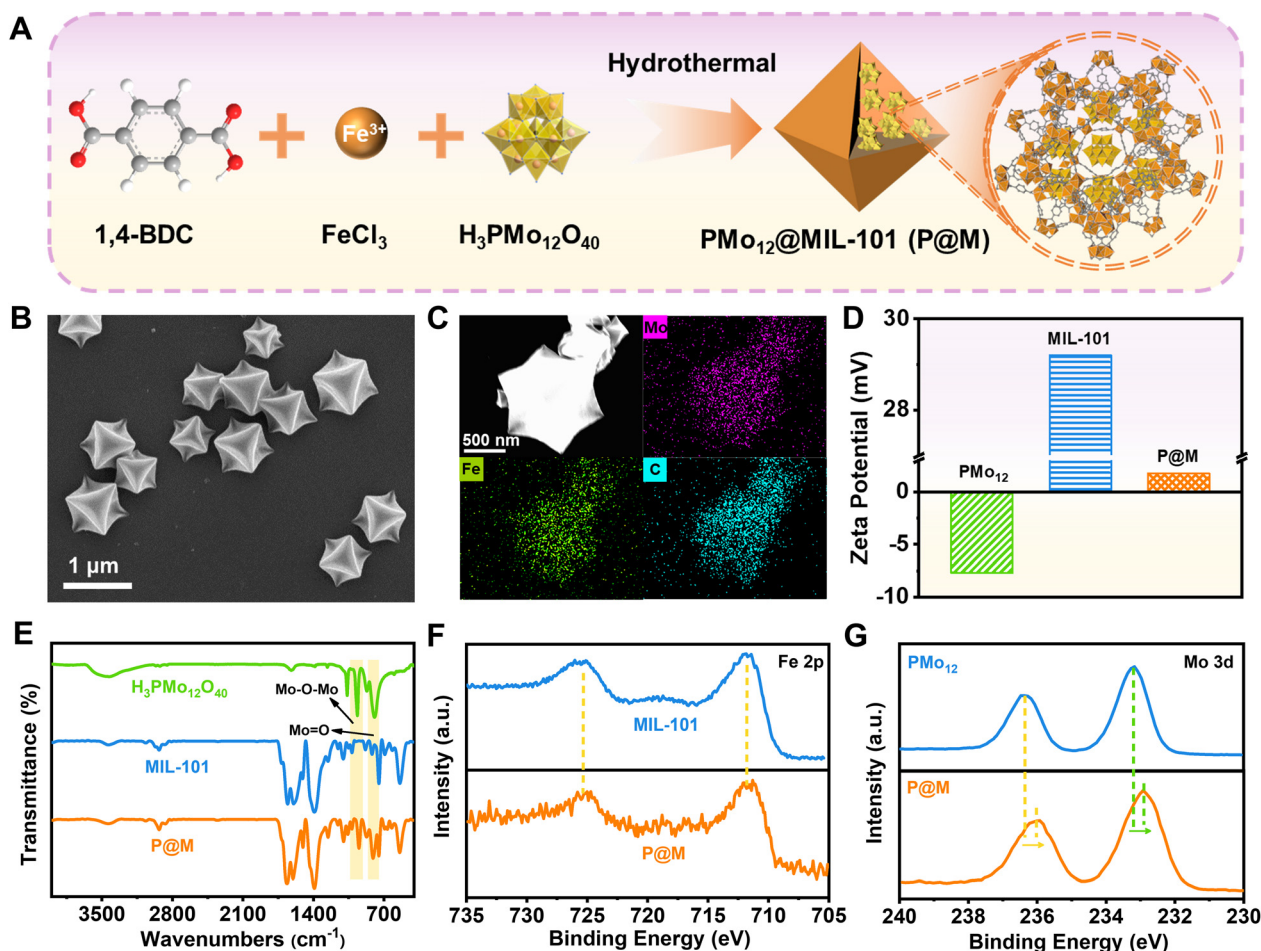 A
Hydrothermal
Fe³⁺
1,4-BDC
FeCl₃
H₃PMo₁₂O₄₀
PMo₁₂@MIL-101 (P@M)
B
1 μm
C
Mo
500 nm
Fe
C
D
30
28
0
-5
-10
Zeta Potential (mV)
PMo₁₂
MIL-101
P@M
E
H₃PMo₁₂O₄₀
Mo-O-Mo
Mo=O
MIL-101
P@M
Transmittance (%)
3500 2800 2100 1400 700
Wavenumbers (cm⁻¹)
F
Fe 2p
MIL-101
P@M
Intensity (a.u.)
735 730 725 720 715 710 705
Binding Energy (eV)
G
Mo 3d
PMo₁₂
P@M
Intensity (a.u.)
240 238 236 234 232 230
Binding Energy (eV)